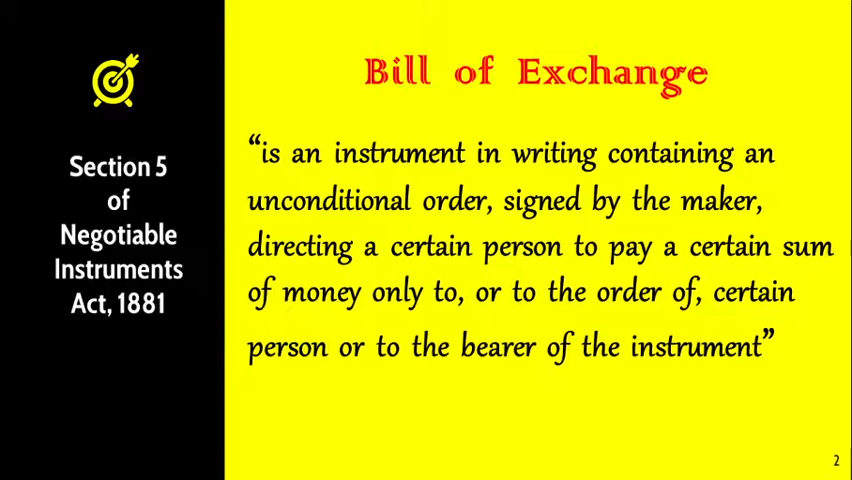 Bill of Exchange
Section 5
of
Negotiable
Instruments
Act, 1881
“is an instrument in writing containing an
unconditional order, signed by the maker,
directing a certain person to pay a certain sum
of money only to, or to the order of, certain
person or to the bearer of the instrument”
2